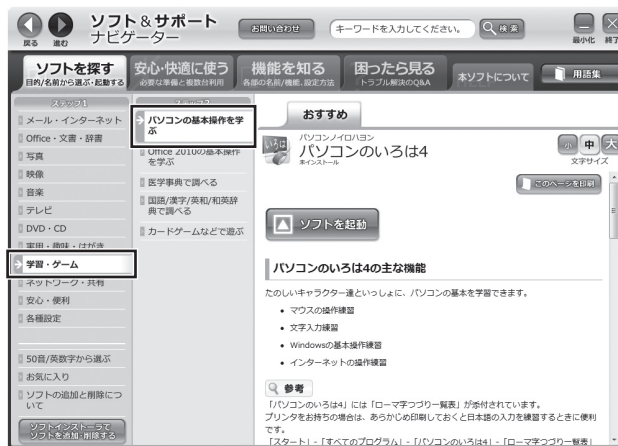 戻る
進む
ソフト&サポート
ナビゲーター
お問い合わせ
キーワードを入力してください。
検索
最小化
終了
ソフトを探す
目的/名前から選ぶ・起動する
安心・快適に使う
必要な準備と複数台利用
機能を知る
各部の名前/機能、設定方法
困ったら見る
トラブル解決のQ&A
本ソフトについて
用語集
ステップ1
メール・インターネット
Office・文書・辞書
写真
映像
音楽
テレビ
DVD・CD
実用・趣味・はがき
学習・ゲーム
ネットワーク・共有
安心・便利
各種設定
50音/英数字から選ぶ
お気に入り
ソフトの追加と削除につ
いて
ソフトインストーラで
ソフトを追加・削除する
ステップ2
パソコンの基本操作を学
ぶ
Office 2010の基本操作
を学ぶ
医学事典で調べる
国語/漢字/英和/和英辞
典で調べる
カードゲームなどで遊ぶ
おすすめ
いろは
パソコンノイロハヨン
パソコンのいろは4
未インストール
小
中
大
文字サイズ
このページを印刷
ソフトを起動
パソコンのいろは4の主な機能
たのしいキャラクター達といっしょに、パソコンの基本を学習できます。
• マウスの操作練習
• 文字入力練習
• Windowsの基本操作練習
• インターネットの操作練習
参考
「パソコンのいろは4」には「ローマ字つづり一覧表」が添付されています。
プリンタをお持ちの場合は、あらかじめ印刷しておくと日本語の入力を練習するときに便利
です。
「スタート」-「すべてのプログラム」-「パソコンのいろは4」-「ローマ字つづり一覧表」